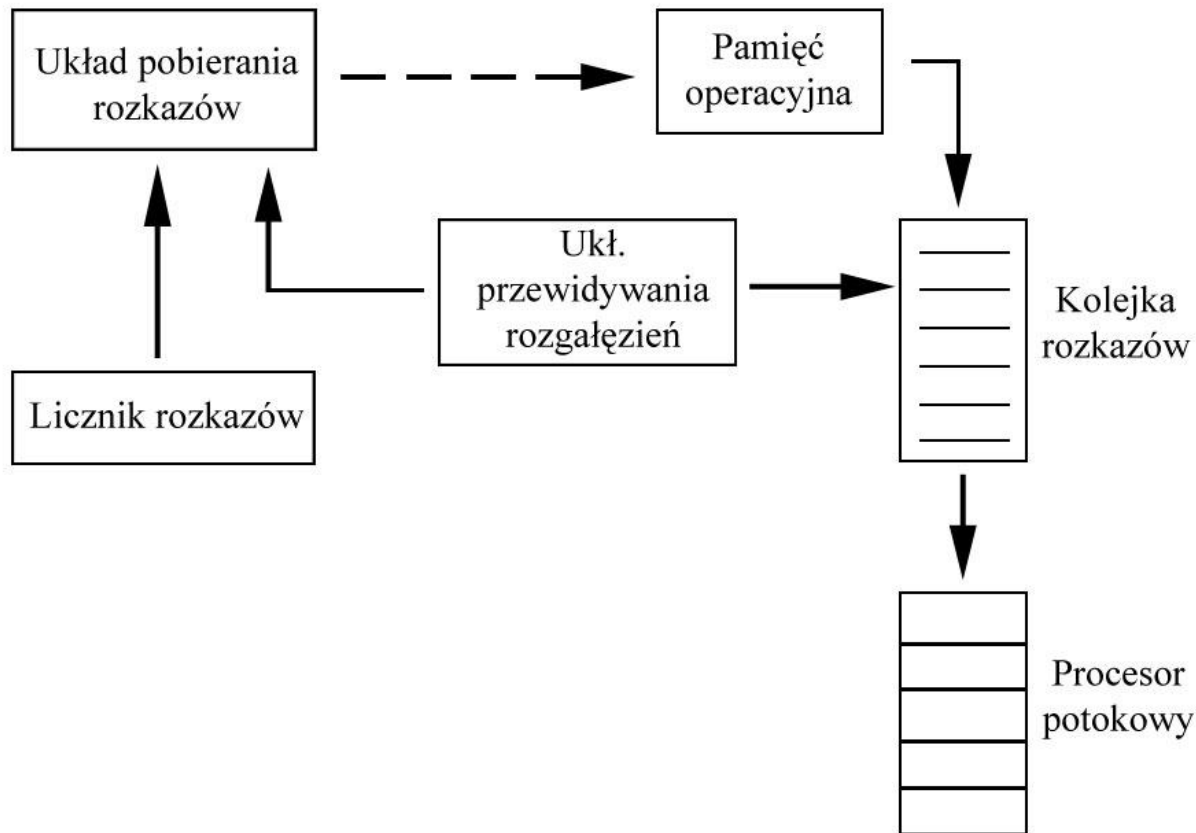 Układ pobierania
rozkazów
Pamięć
operacyjna
Ukł.
przewidywania
rozgałęzień
Kolejka
rozkazów
Licznik rozkazów
Procesor
potokowy